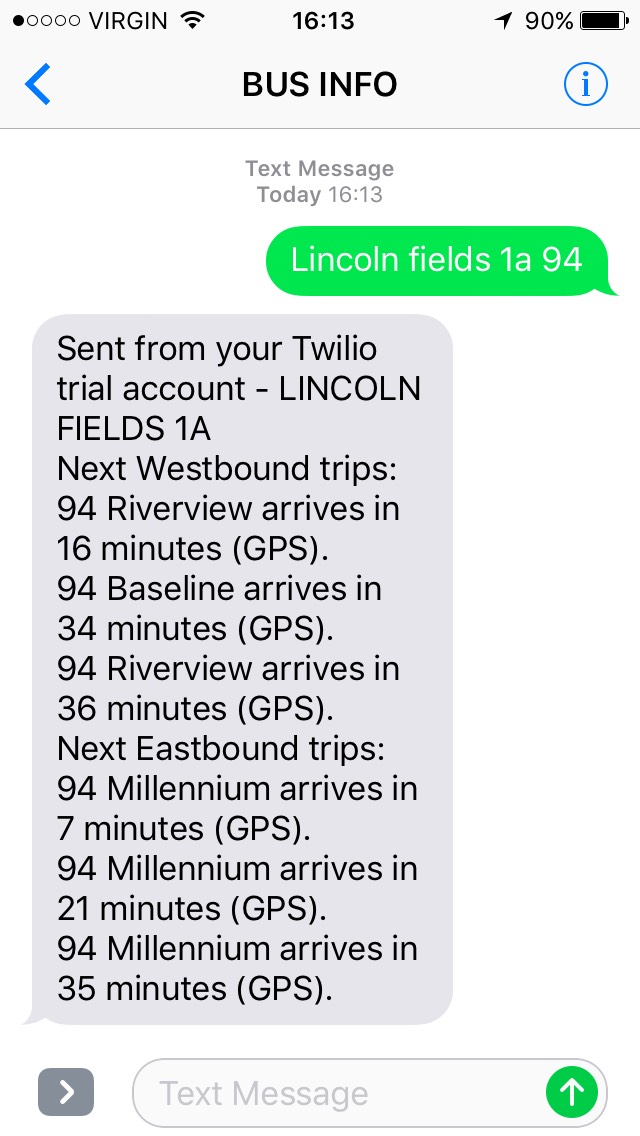 VIRGIN 16:13 90%
BUS INFO
Text Message
Today 16:13
Lincoln fields 1a 94
Sent from your Twilio
trial account - LINCOLN
FIELDS 1A
Next Westbound trips:
94 Riverview arrives in
16 minutes (GPS).
94 Baseline arrives in
34 minutes (GPS).
94 Riverview arrives in
36 minutes (GPS).
Next Eastbound trips:
94 Millennium arrives in
7 minutes (GPS).
94 Millennium arrives in
21 minutes (GPS).
94 Millennium arrives in
35 minutes (GPS).
Text Message